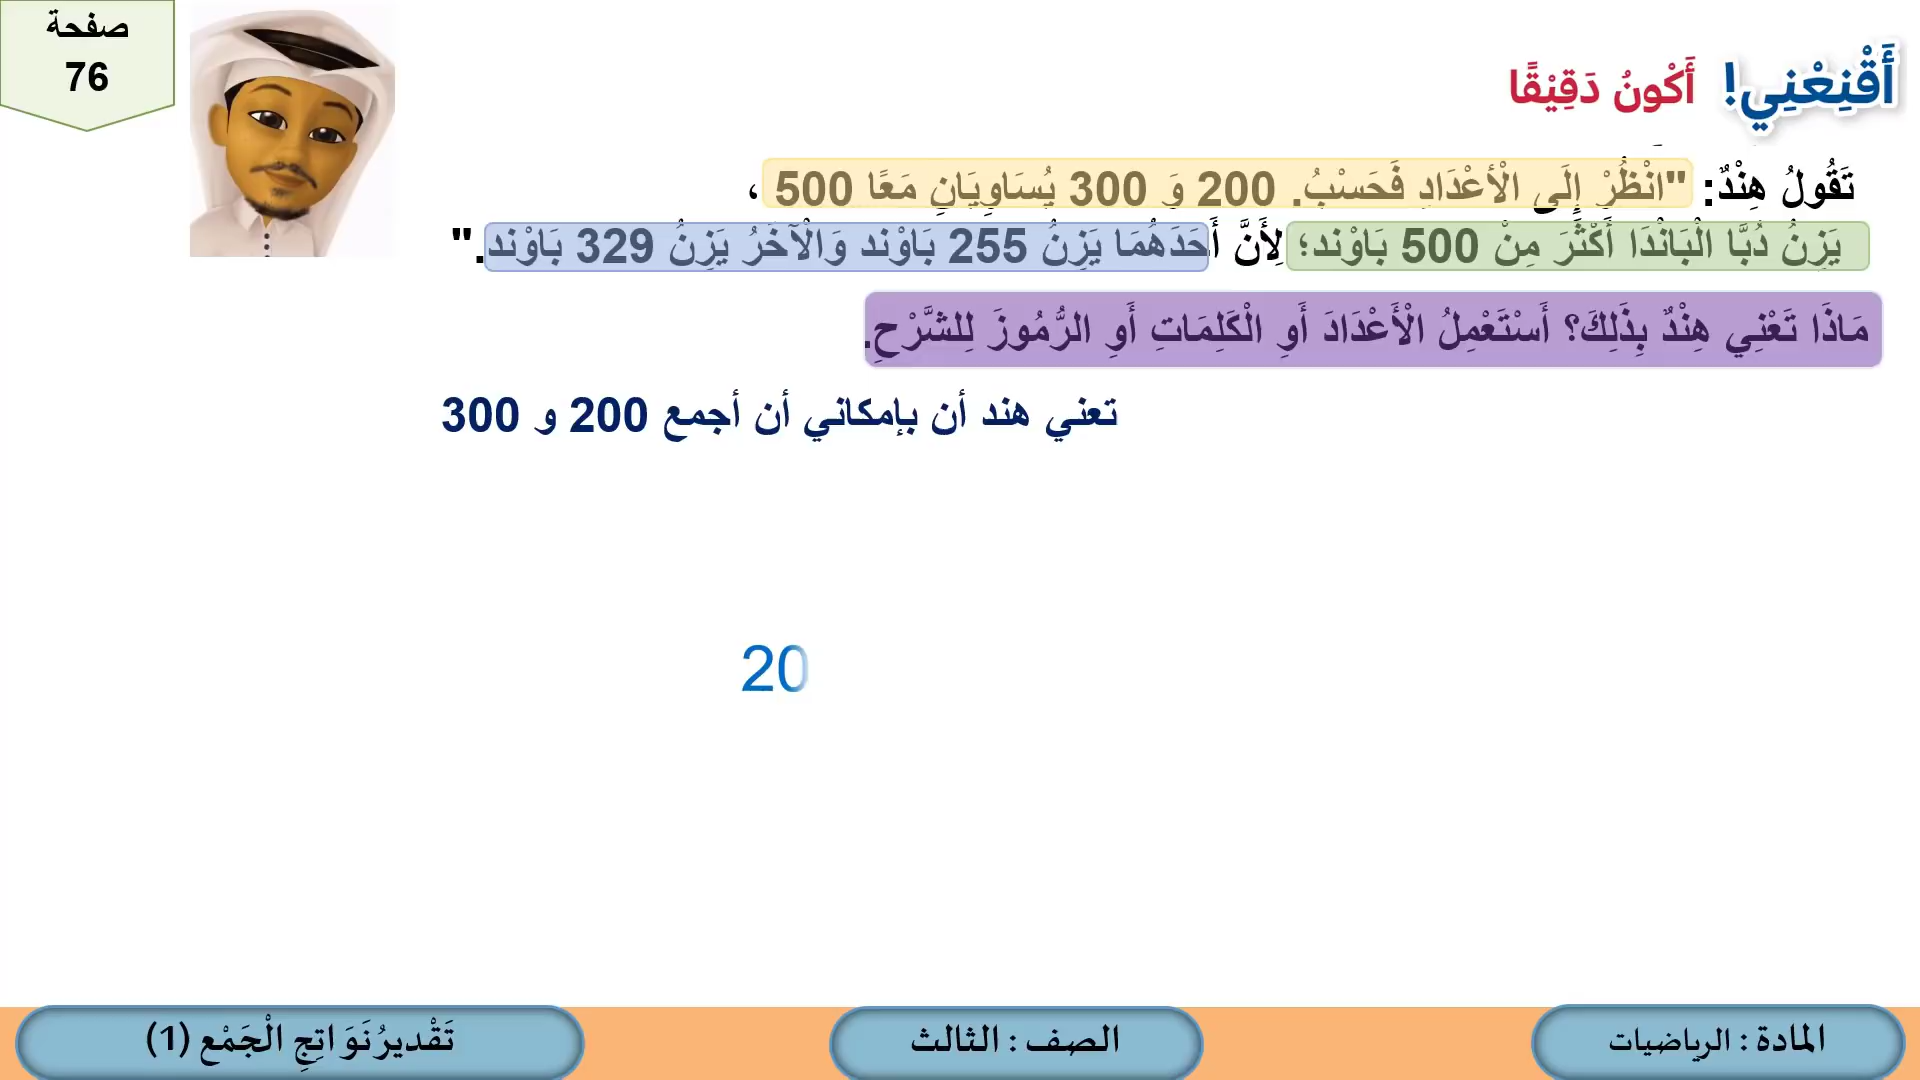 صفحة
76
أَقْنِعْنِي! أَكْونُ دَقِيْقًا
تَقُولُ هِنْدٌ: "انْظُرْ إِلَى الْأعْدَادِ فَحَسْبُ. 200 وَ 300 يُسَاوِيَانِ مَعًا 500 ،
يَزِنُ دُبَّا الْبَانْدَا أَكْثَرَ مِنْ 500 بَاوْند؛ لِأَنَّ أَحَدَهُمَا يَزِنُ 255 بَاوْند وَالْآخَرُ يَزِنُ 329 بَاوْند."
مَاذَا تَعْنِي هِنْدٌ بِذَلِكَ؟ أَسْتَعْمِلُ الْأَعْدَادَ أَوِ الْكَلِمَاتِ أَوِ الرُّمُوزَ لِلشَّرْحِ.
تعني هند أن بإمكاني أن أجمع 200 و 300
20
المادة : الرياضيات
الصف : الثالث
تَقْديرُ نَوَاتِجِ الْجَمْع (1)